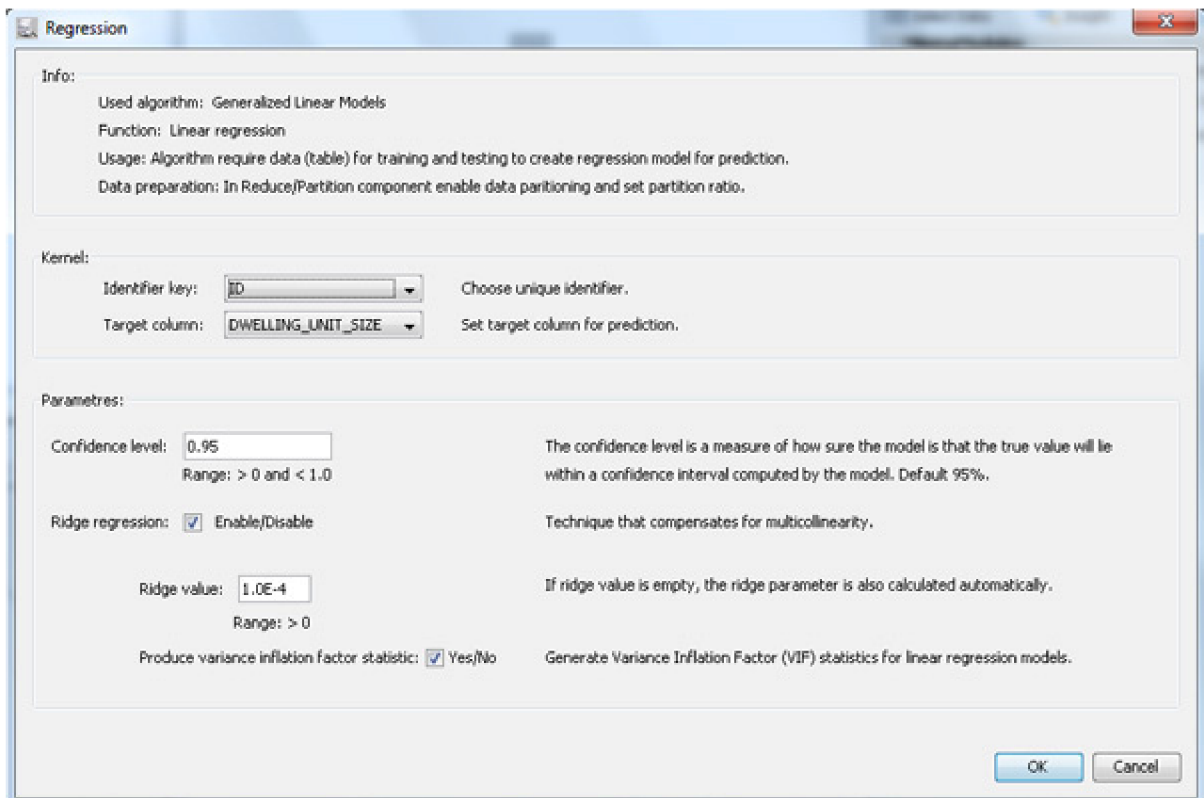 Regression
Info:
Used algorithm: Generalized Linear Models
Function: Linear regression
Usage: Algorithm require data (table) for training and testing to create regression model for prediction.
Data preparation: In Reduce/Partition component enable data paritioning and set partition ratio.
Kernel:
Identifier key: ID Choose unique identifier.
Target column: DWELLING_UNIT_SIZE Set target column for prediction.
Parametres:
Confidence level: 0.95 The confidence level is a measure of how sure the model is that the true value will lie
Range: > 0 and < 1.0 within a confidence interval computed by the model. Default 95%.
Ridge regression: Enable/Disable Technique that compensates for multicollinearity.
Ridge value: 1.0E-4 If ridge value is empty, the ridge parameter is also calculated automatically.
Range: > 0
Produce variance inflation factor statistic: Yes/No Generate Variance Inflation Factor (VIF) statistics for linear regression models.
OK Cancel